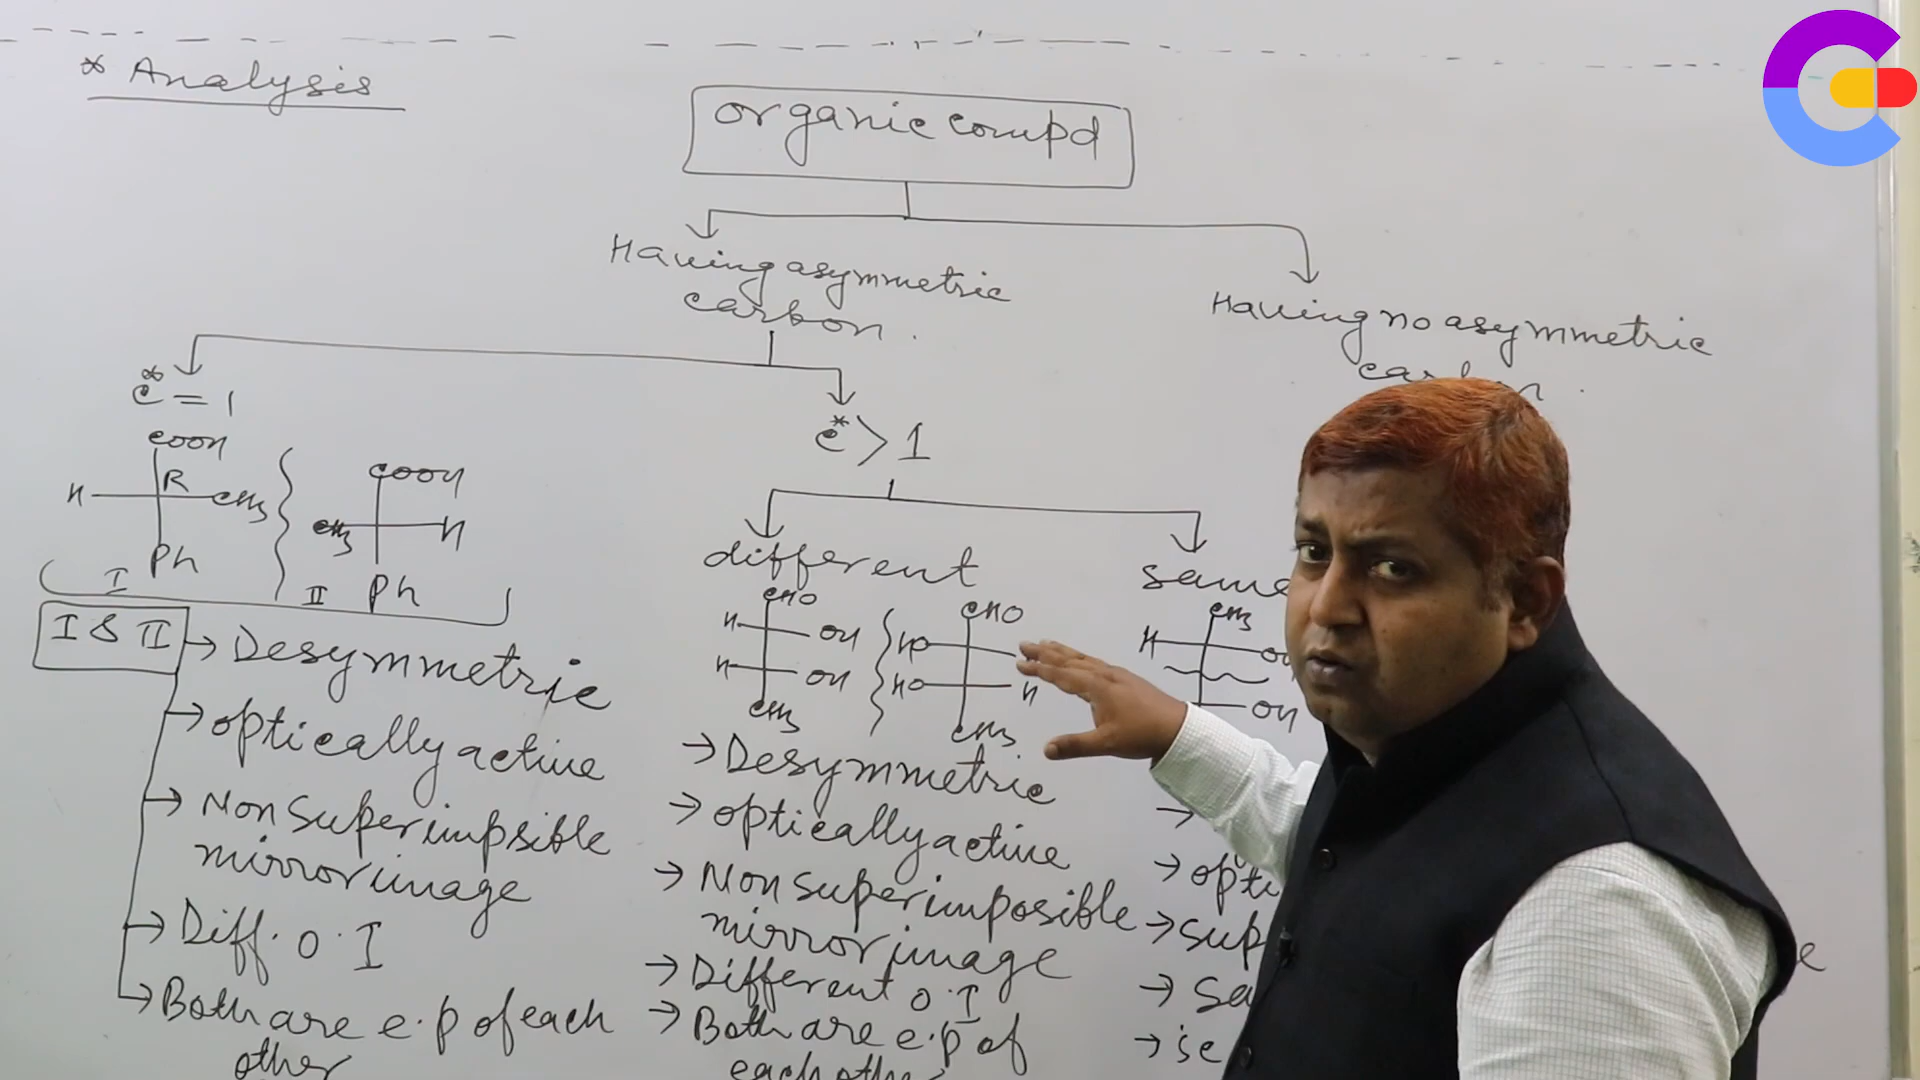 * Analysis
organic compd
Having asymmetric
carbon.
Having no asymmetric
C* = 1
C* > 1
COOH
H R CH3
Ph
I
COOH
CH3 H
Ph
II
different
same
CHO
H OH
H OH
CH3
CHO
HO
HO H
CH3
CH3
H
OH
I & II → Desymmetric
→ optically active
→ Non superimpsible
mirror image
→ Diff. O.I
→ Both are e.p of each
other
→ Desymmetric
→ optically active
→ Non superimposible
mirror image
→ Different O.I
→ Both are e.p of
each other